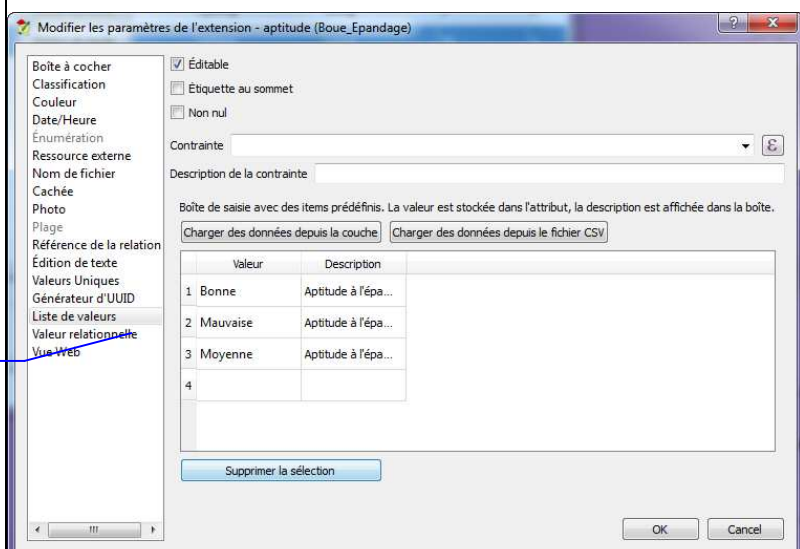 Modifier les paramètres de l'extension - aptitude (Boue_Epandage)
Boîte à cocher
Classification
Couleur
Date/Heure
Énumération
Ressource externe
Nom de fichier
Cachée
Photo
Plage
Référence de la relation
Édition de texte
Valeurs Uniques
Générateur d'UUID
Liste de valeurs
Valeur relationnelle
Vue Web
Éditable
Étiquette au sommet
Non nul
Contrainte
ε
Description de la contrainte
Boîte de saisie avec des items prédéfinis. La valeur est stockée dans l'attribut, la description est affichée dans la boîte.
Charger des données depuis la couche Charger des données depuis le fichier CSV
Valeur Description
1 Bonne Aptitude à l'épa...
2 Mauvaise Aptitude à l'épa...
3 Moyenne Aptitude à l'épa...
4
Supprimer la sélection
OK Cancel